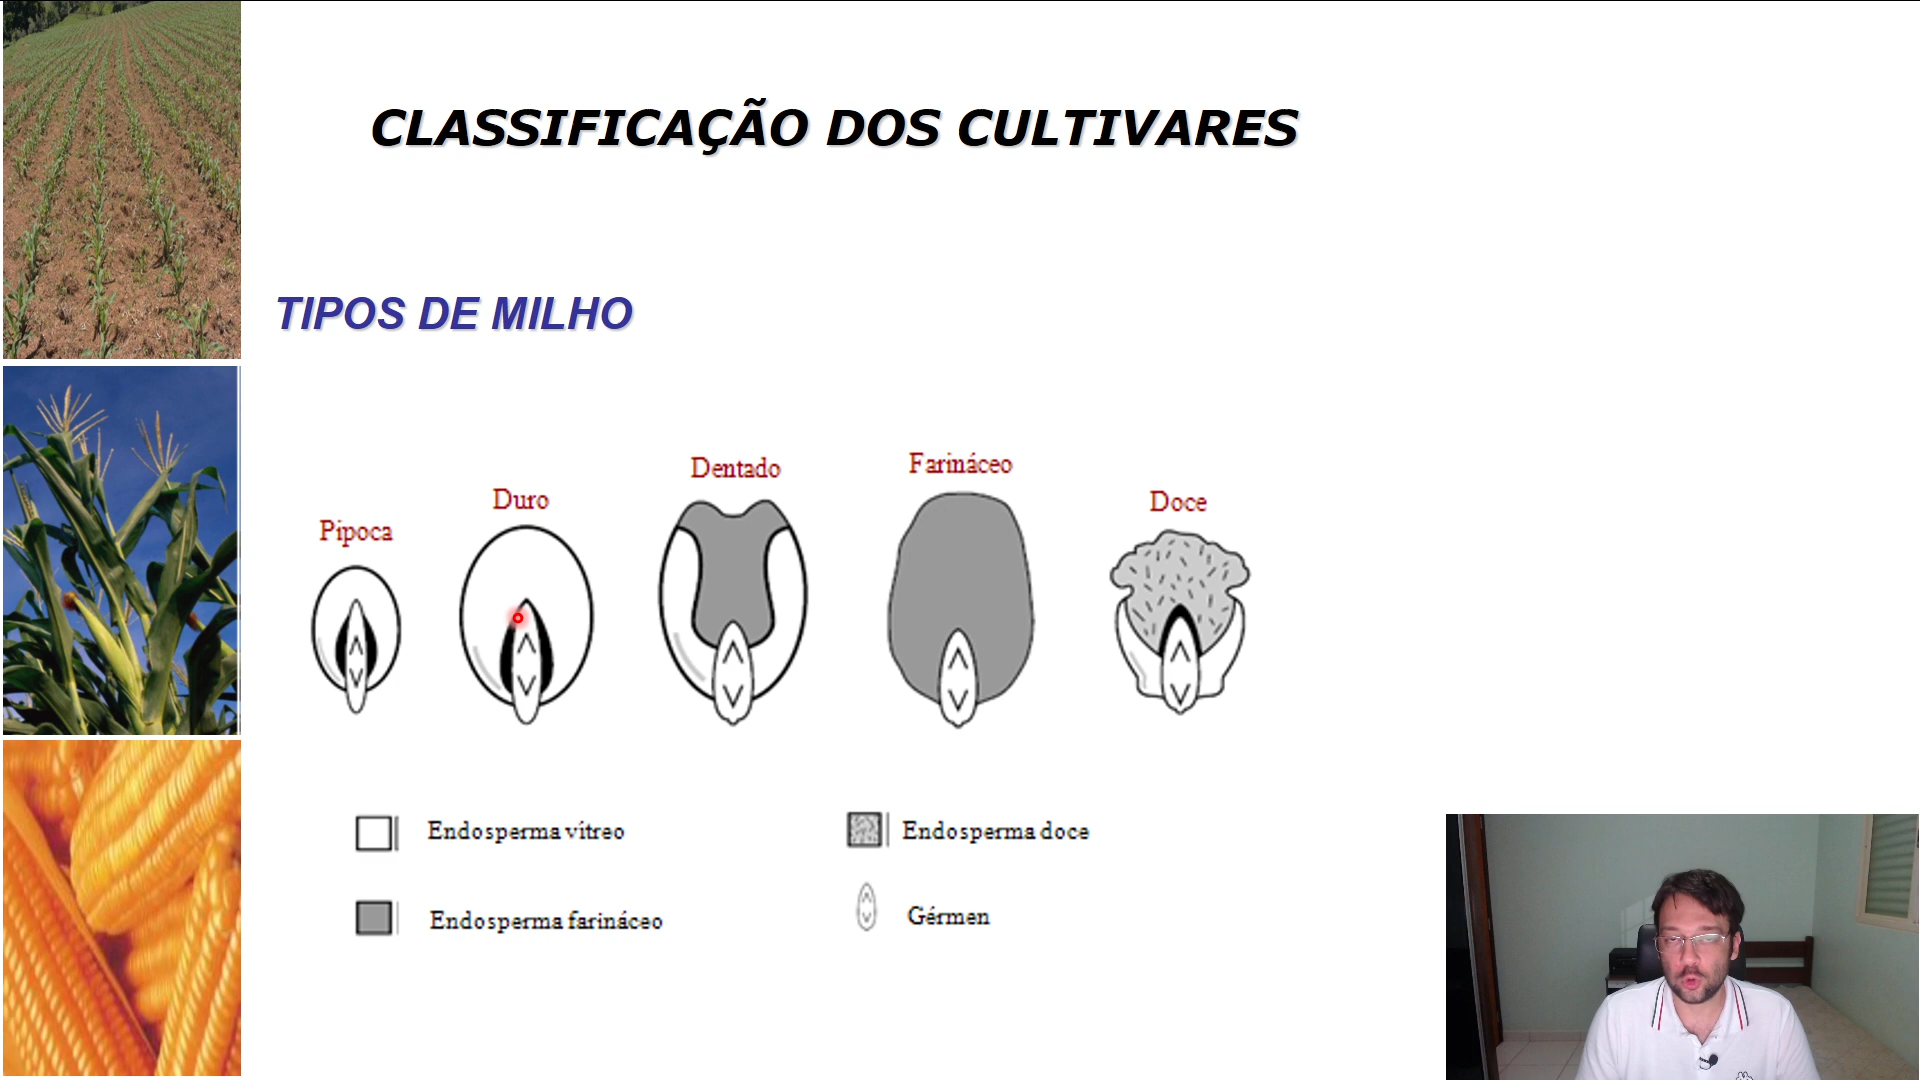 CLASSIFICAÇÃO DOS CULTIVARES
TIPOS DE MILHO
Pipoca
Duro
Dentado
Farináceo
Doce
Endosperma vítreo
Endosperma doce
Endosperma farináceo
Gérmen